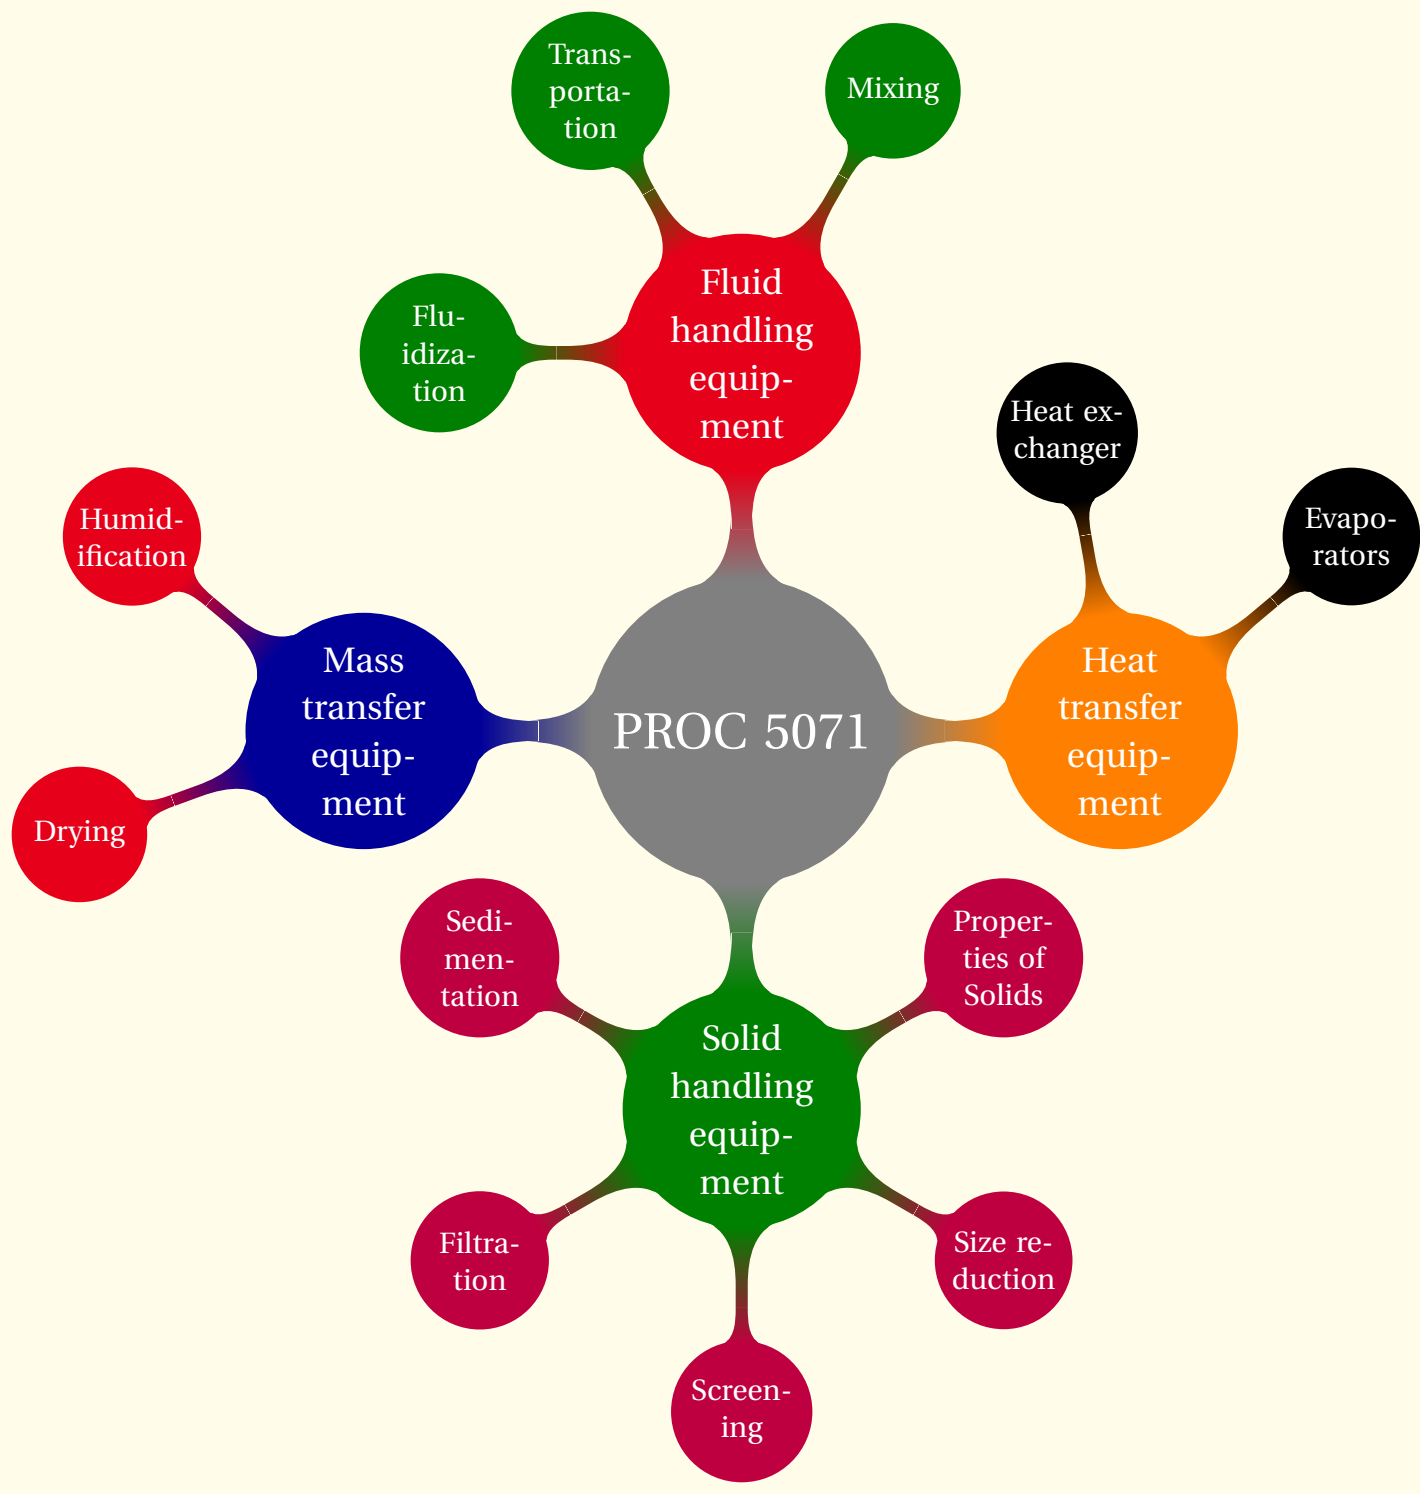 Trans-
porta-
tion
Mixing
Flu-
idiza-
tion
Fluid
handling
equip-
ment
Heat ex-
changer
Evapo-
rators
Humid-
ification
Mass
transfer
equip-
ment
PROC 5071
Heat
transfer
equip-
ment
Drying
Sedi-
men-
tation
Proper-
ties of
Solids
Solid
handling
equip-
ment
Filtra-
tion
Size re-
duction
Screen-
ing